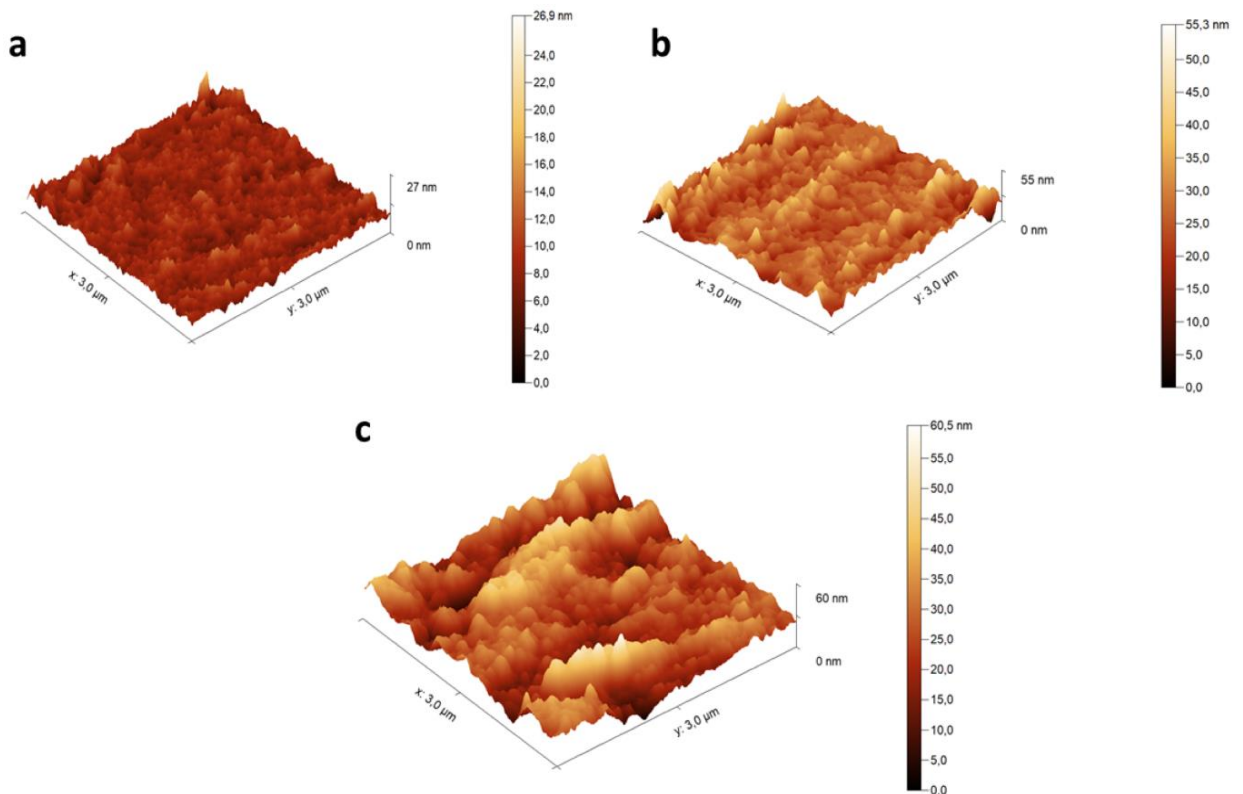 a
26,9 nm
24,0
22,0
20,0
18,0
16,0
14,0
12,0
10,0
8,0
6,0
4,0
2,0
0,0
27 nm
0 nm
x: 3,0 µm
y: 3,0 µm
b
55,3 nm
50,0
45,0
40,0
35,0
30,0
25,0
20,0
15,0
10,0
5,0
0,0
55 nm
0 nm
x: 3,0 µm
y: 3,0 µm
c
60,5 nm
55,0
50,0
45,0
40,0
35,0
30,0
25,0
20,0
15,0
10,0
5,0
0,0
60 nm
0 nm
x: 3,0 µm
y: 3,0 µm